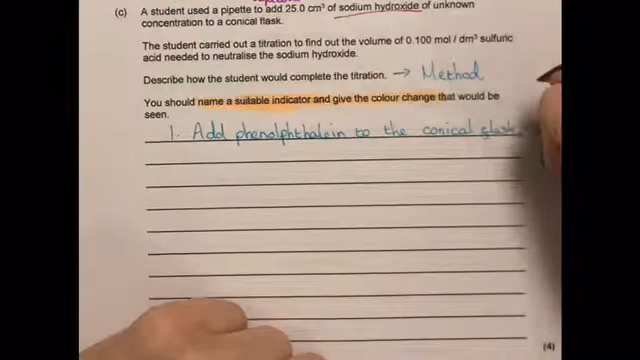 (c) A student used a pipette to add 25.0 cm³ of sodium hydroxide of unknown
concentration to a conical flask.
The student carried out a titration to find out the volume of 0.100 mol / dm³ sulfuric
acid needed to neutralise the sodium hydroxide.
Describe how the student would complete the titration. → Method
You should name a suitable indicator and give the colour change that would be
seen.
1. Add phenolphthalein to the conical flask
(4)